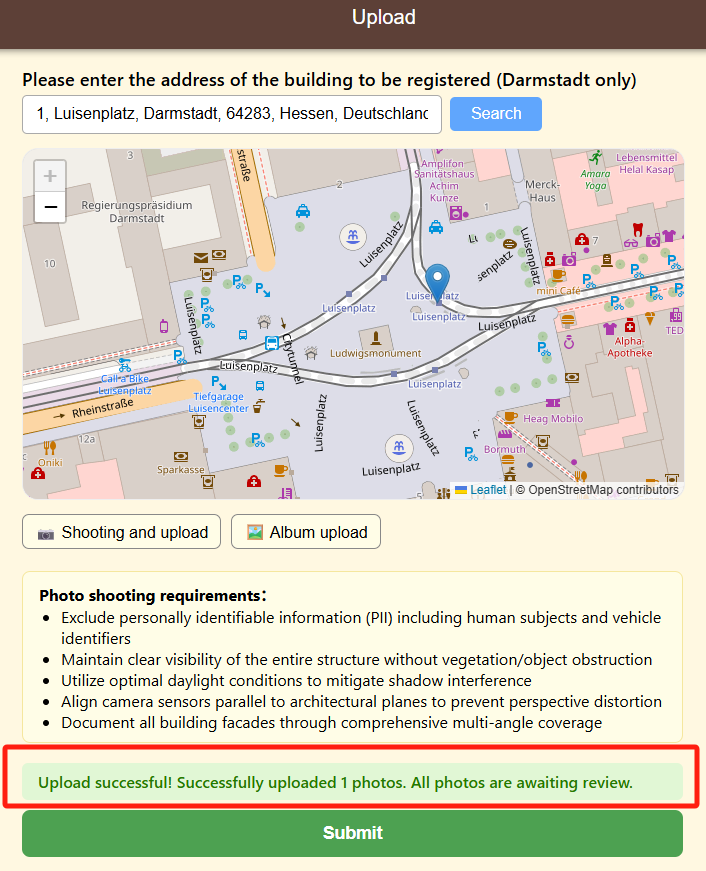 Upload
Please enter the address of the building to be registered (Darmstadt only)
1, Luisenplatz, Darmstadt, 64283, Hessen, Deutschland
Search
+
−
3
straße
2
Amplifon
Sanitätshaus
Achim
Kunze
Merck-
Haus
Amara
Yoga
Lebensmittel
Helal Kasap
Regierungspräsidium
Darmstadt
1
7
10
Luisenplatz
Lu
senplatz
Luisenplatz
mini Café
Luisenplatz
Luisenplatz
Luisenplatz
Luisenplatz
Luisenplatz
Citytunnel
Ludwigsmonument
Alpha-
Apotheke
TED
Luisenplatz
Call a Bike
Luisenplatz
Luisenplatz
Rheinstraße
Tiefgarage
Luisencenter
Luisenplatz
Luisenplatz
Heag Mobilo
12a
Oniki
Sparkasse
Luisenplatz
Bormuth
5
Leaflet | © OpenStreetMap contributors
Shooting and upload
Album upload
Photo shooting requirements:
Exclude personally identifiable information (PII) including human subjects and vehicle
identifiers
Maintain clear visibility of the entire structure without vegetation/object obstruction
Utilize optimal daylight conditions to mitigate shadow interference
Align camera sensors parallel to architectural planes to prevent perspective distortion
Document all building facades through comprehensive multi-angle coverage
Upload successful! Successfully uploaded 1 photos. All photos are awaiting review.
Submit